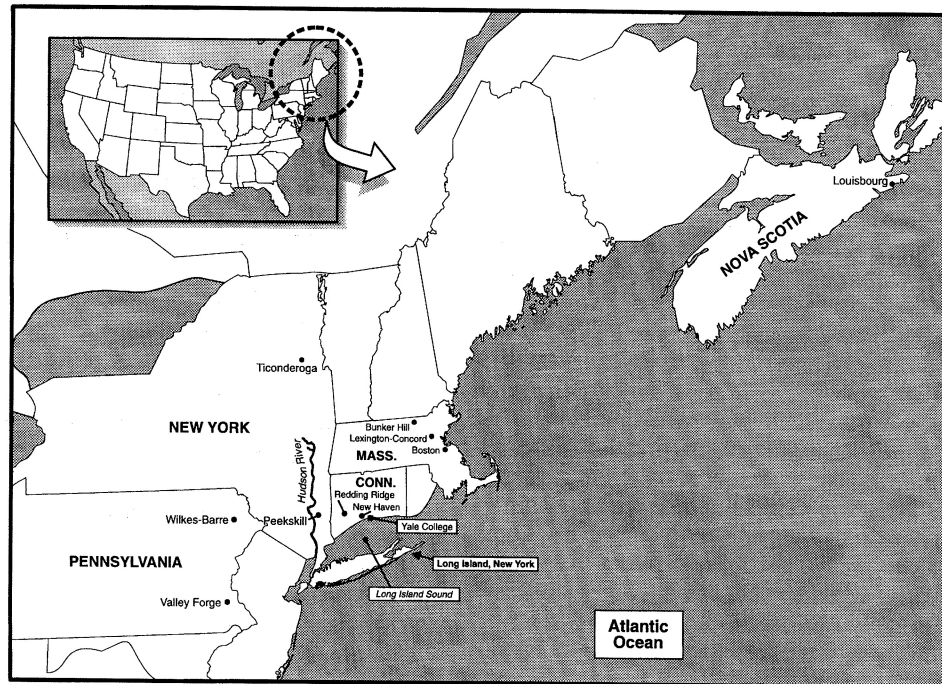 Louisbourg
NOVA SCOTIA
Ticonderoga
NEW YORK
Bunker Hill
Lexington-Concord
Boston
MASS.
Hudson River
CONN.
Redding Ridge
New Haven
Wilkes-Barre
Peekskill
Yale College
PENNSYLVANIA
Long Island, New York
Long Island Sound
Valley Forge
Atlantic
Ocean